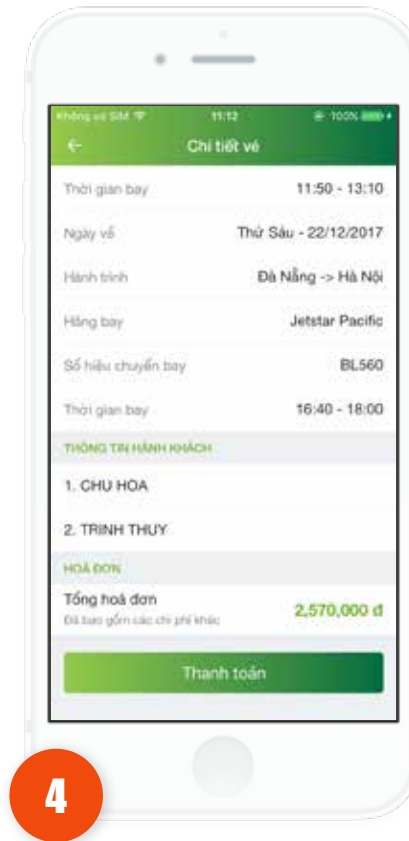 Không có SIM 11:12 100%
Chi tiết vé
Thời gian bay 11:50 - 13:10
Ngày về Thứ Sáu - 22/12/2017
Hành trình Đà Nẵng -> Hà Nội
Hãng bay Jetstar Pacific
Số hiệu chuyến bay BL560
Thời gian bay 16:40 - 18:00
THÔNG TIN HÀNH KHÁCH
1. CHU HOA
2. TRINH THUY
HOÁ ĐƠN
Tổng hoá đơn
Đã bao gồm các chi phí khác 2,570,000 đ
Thanh toán
4